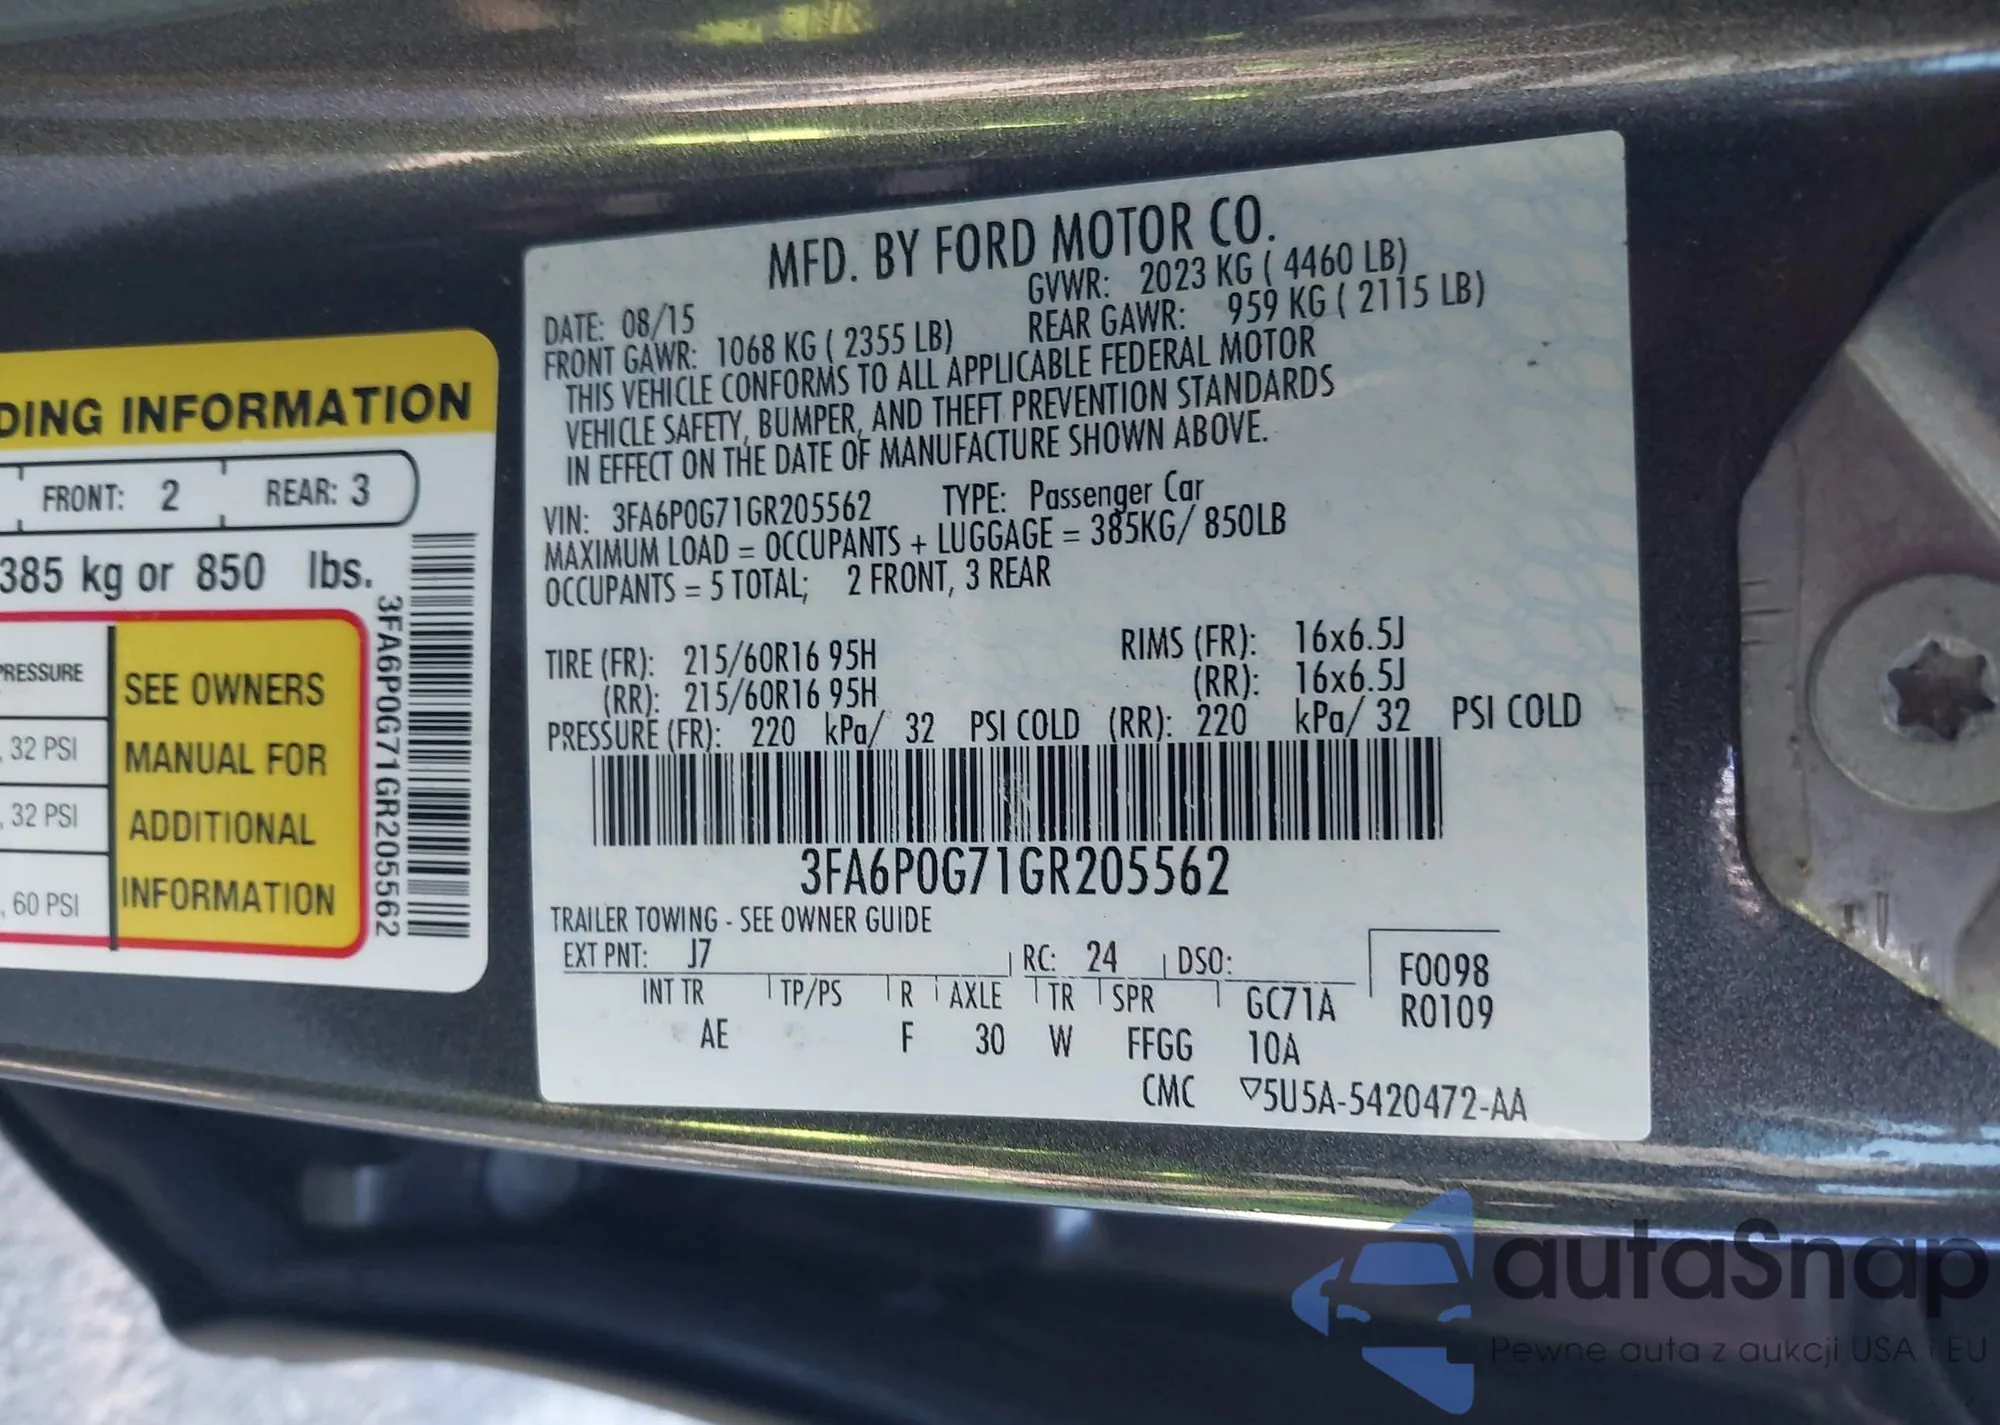 DING INFORMATION
FRONT: 2 REAR: 3
385 kg or 850 lbs.
PRESSURE
, 32 PSI
, 32 PSI
, 60 PSI
SEE OWNERS
MANUAL FOR
ADDITIONAL
INFORMATION
3FA6P0G71GR205562
MFD. BY FORD MOTOR CO.
DATE: 08/15 GVWR: 2023 KG ( 4460 LB)
FRONT GAWR: 1068 KG ( 2355 LB) REAR GAWR: 959 KG ( 2115 LB)
THIS VEHICLE CONFORMS TO ALL APPLICABLE FEDERAL MOTOR
VEHICLE SAFETY, BUMPER, AND THEFT PREVENTION STANDARDS
IN EFFECT ON THE DATE OF MANUFACTURE SHOWN ABOVE.
VIN: 3FA6P0G71GR205562 TYPE: Passenger Car
MAXIMUM LOAD = OCCUPANTS + LUGGAGE = 385KG/ 850LB
OCCUPANTS = 5 TOTAL; 2 FRONT, 3 REAR
TIRE (FR): 215/60R16 95H RIMS (FR): 16x6.5J
(RR): 215/60R16 95H (RR): 16x6.5J
PRESSURE (FR): 220 kPa/ 32 PSI COLD (RR): 220 kPa/ 32 PSI COLD
3FA6P0G71GR205562
TRAILER TOWING - SEE OWNER GUIDE
EXT PNT: J7 RC: 24 DSO: F0098
INT TR TP/PS R AXLE TR SPR GC71A R0109
AE F 30 W FFGG 10A
CMC ▽5U5A-5420472-AA
autaSnap
Pewne auta z aukcji USA i EU